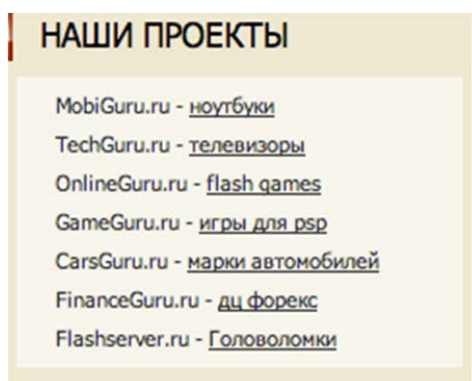 НАШИ ПРОЕКТЫ
MobiGuru.ru - ноутбуки
TechGuru.ru - телевизоры
OnlineGuru.ru - flash games
GameGuru.ru - игры для psp
CarsGuru.ru - марки автомобилей
FinanceGuru.ru - дц форекс
Flashserver.ru - Головоломки